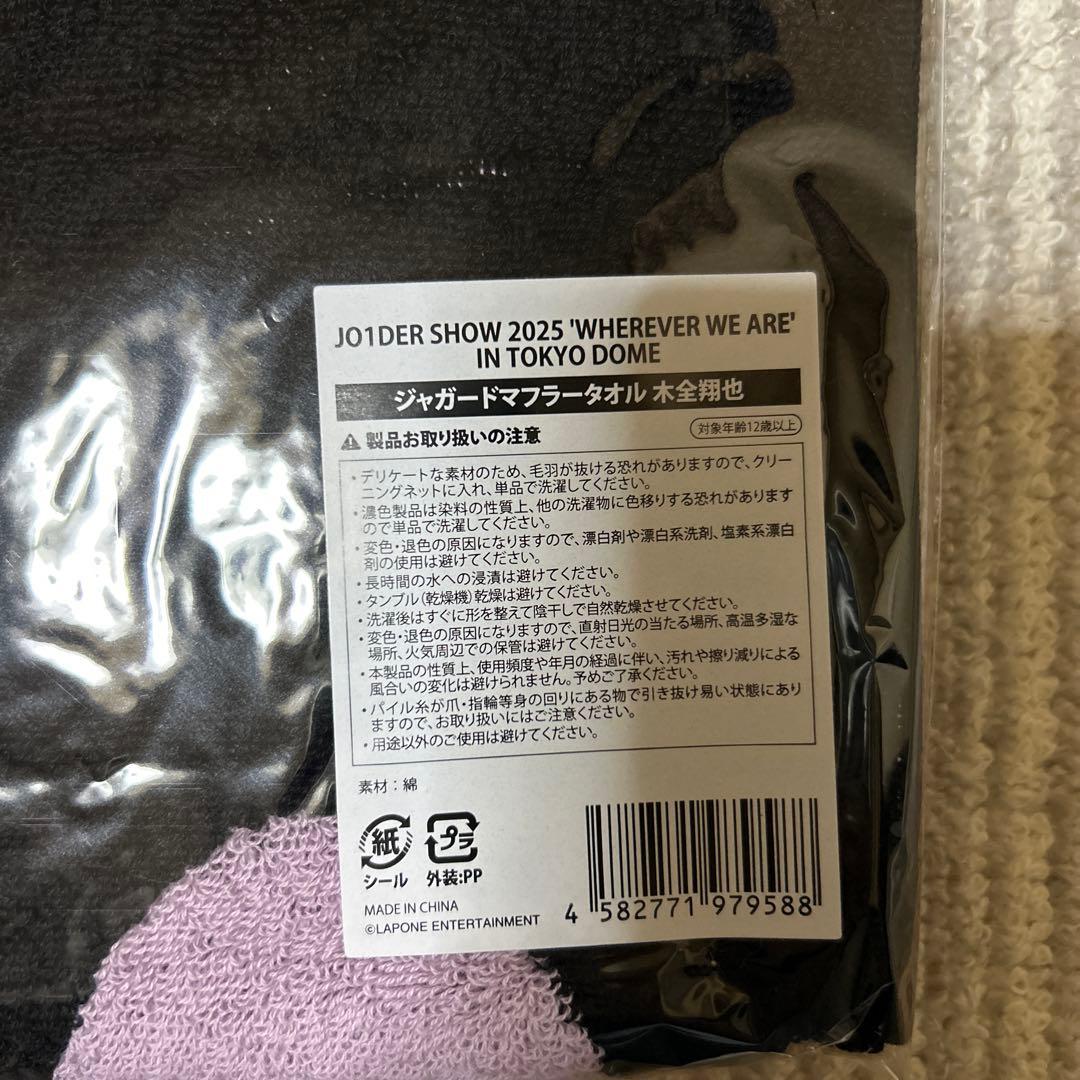 JO1DER SHOW 2025 'WHEREVER WE ARE'
IN TOKYO DOME
ジャガードマフラータオル 木全翔也
製品お取り扱いの注意
対象年齢12歳以上
・デリケートな素材のため、毛羽が抜ける恐れがありますので、クリー
ニングネットに入れ、単品で洗濯してください。
・濃色製品は染料の性質上、他の洗濯物に色移りする恐れがあります
ので単品で洗濯してください。
・変色・退色の原因になりますので、漂白剤や漂白系洗剤、塩素系漂白
剤の使用は避けてください。
・長時間の水への浸漬は避けてください。
・タンブル(乾燥機)乾燥は避けてください。
・洗濯後はすぐに形を整えて陰干しで自然乾燥させてください。
・変色・退色の原因になりますので、直射日光の当たる場所、高温多湿な
場所、火気周辺での保管は避けてください。
・本製品の性質上、使用頻度や年月の経過に伴い、汚れや擦り減りによる
風合いの変化は避けられません。予めご了承ください。
・パイル糸が爪・指輪等身の回りにある物で引き抜け易い状態にあり
ますので、お取り扱いにはご注意ください。
・用途以外のご使用は避けてください。
素材：綿
紙
シール
プラ
外装:PP
MADE IN CHINA
©LAPONE ENTERTAINMENT
4 582771 979588